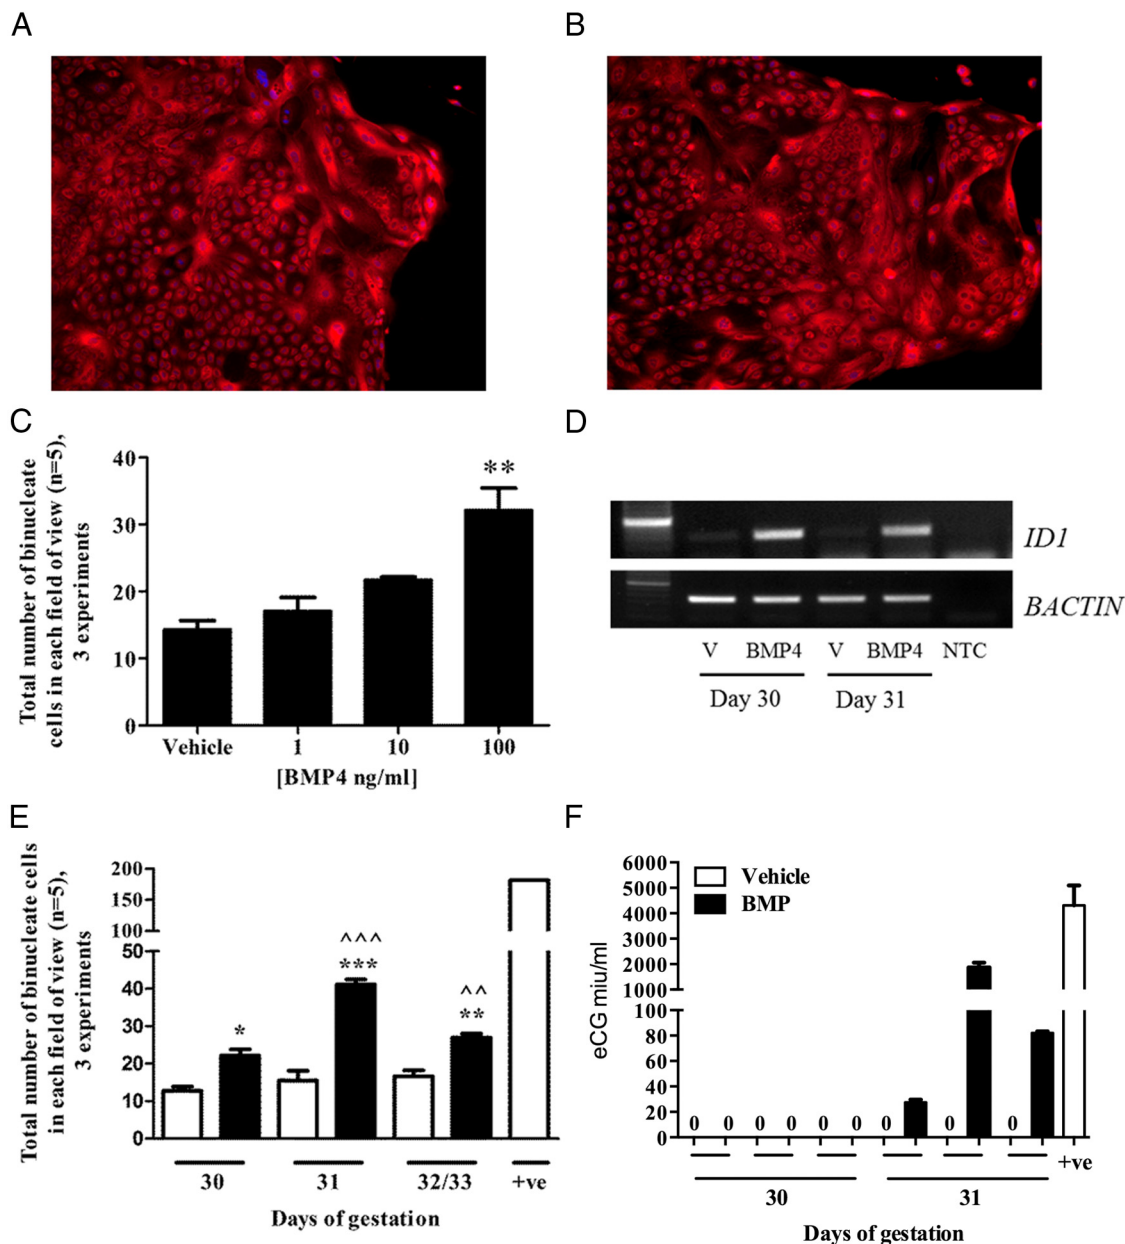 A
B
C
Total number of binucleate
cells in each field of view (n=5),
3 experiments
40
30
20
10
0
**
Vehicle
1
10
100
[BMP4 ng/ml]
D
ID1
BACTIN
V
BMP4
V
BMP4
NTC
Day 30
Day 31
E
Total number of binucleate cells
in each field of view (n=5),
3 experiments
200
150
100
50
40
30
20
10
0
*
^^^
***
^^
**
30
31
32/33
+ve
Days of gestation
F
eCG miu/ml
6000
5000
4000
3000
2000
1000
100
80
60
40
20
0
Vehicle
BMP
0
0
0
0
0
0
0
0
0
+ve
30
31
Days of gestation